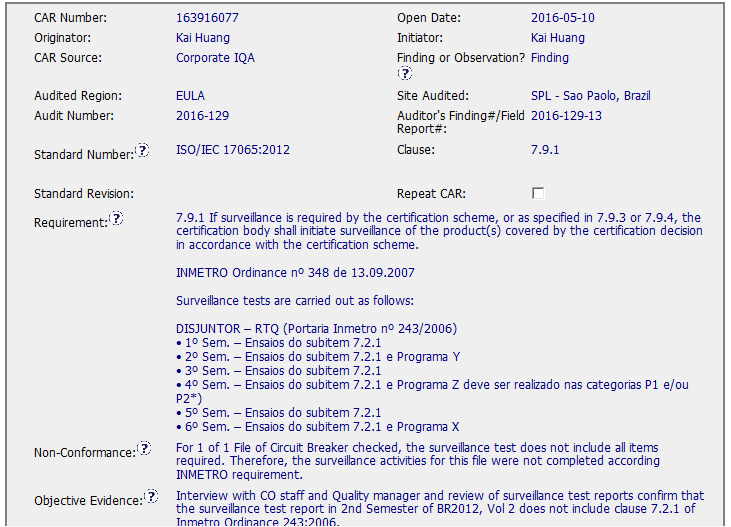 CAR Number: 163916077 Open Date: 2016-05-10
Originator: Kai Huang Initiator: Kai Huang
CAR Source: Corporate IQA Finding or Observation? Finding
?
Audited Region: EULA Site Audited: SPL - Sao Paolo, Brazil
Audit Number: 2016-129 Auditor's Finding#/Field 2016-129-13
Report#:
Standard Number: ? ISO/IEC 17065:2012 Clause: 7.9.1
Standard Revision: Repeat CAR:
Requirement: ? 7.9.1 If surveillance is required by the certification scheme, or as specified in 7.9.3 or 7.9.4, the
certification body shall initiate surveillance of the product(s) covered by the certification decision
in accordance with the certification scheme.
INMETRO Ordinance nº 348 de 13.09.2007
Surveillance tests are carried out as follows:
DISJUNTOR – RTQ (Portaria Inmetro nº 243/2006)
• 1º Sem. – Ensaios do subitem 7.2.1
• 2º Sem. – Ensaios do subitem 7.2.1 e Programa Y
• 3º Sem. – Ensaios do subitem 7.2.1
• 4º Sem. – Ensaios do subitem 7.2.1 e Programa Z deve ser realizado nas categorias P1 e/ou
P2*)
• 5º Sem. – Ensaios do subitem 7.2.1
• 6º Sem. – Ensaios do subitem 7.2.1 e Programa X
Non-Conformance: ? For 1 of 1 File of Circuit Breaker checked, the surveillance test does not include all items
required. Therefore, the surveillance activities for this file were not completed according
INMETRO requirement.
Objective Evidence: ? Interview with CO staff and Quality manager and review of surveillance test reports confirm that
the surveillance test report in 2nd Semester of BR2012, Vol 2 does not include clause 7.2.1 of
Inmetro Ordinance 243:2006.